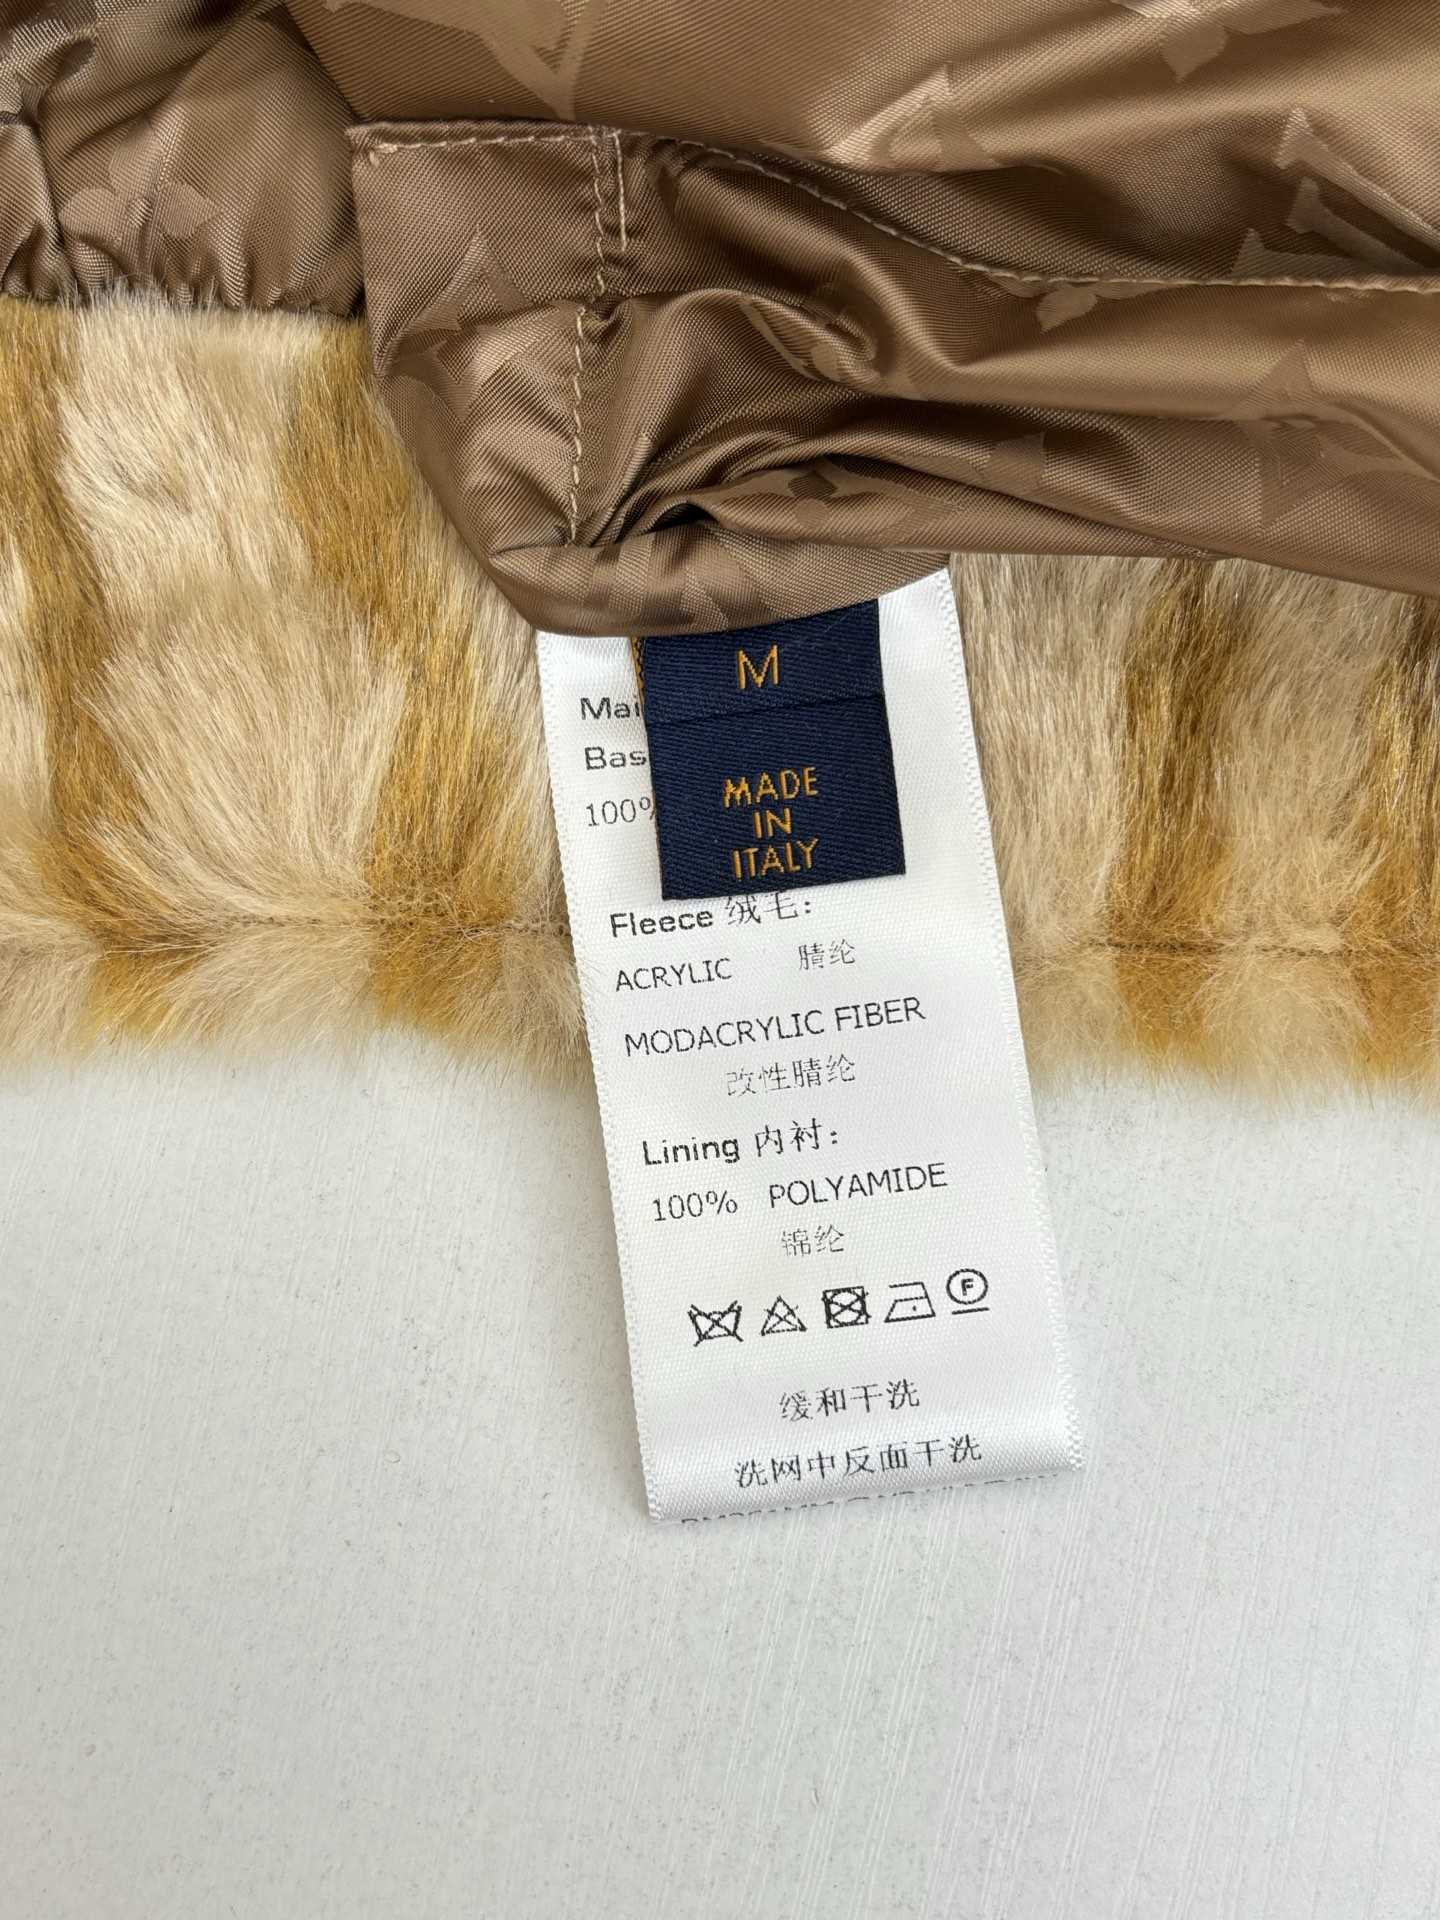 M
MADE
IN
ITALY
100%
Fleece 绒毛:
ACRYLIC 腈纶
MODACRYLIC FIBER
改性腈纶
Lining 内衬:
100% POLYAMIDE
锦纶
F
缓和干洗
洗网中反面干洗